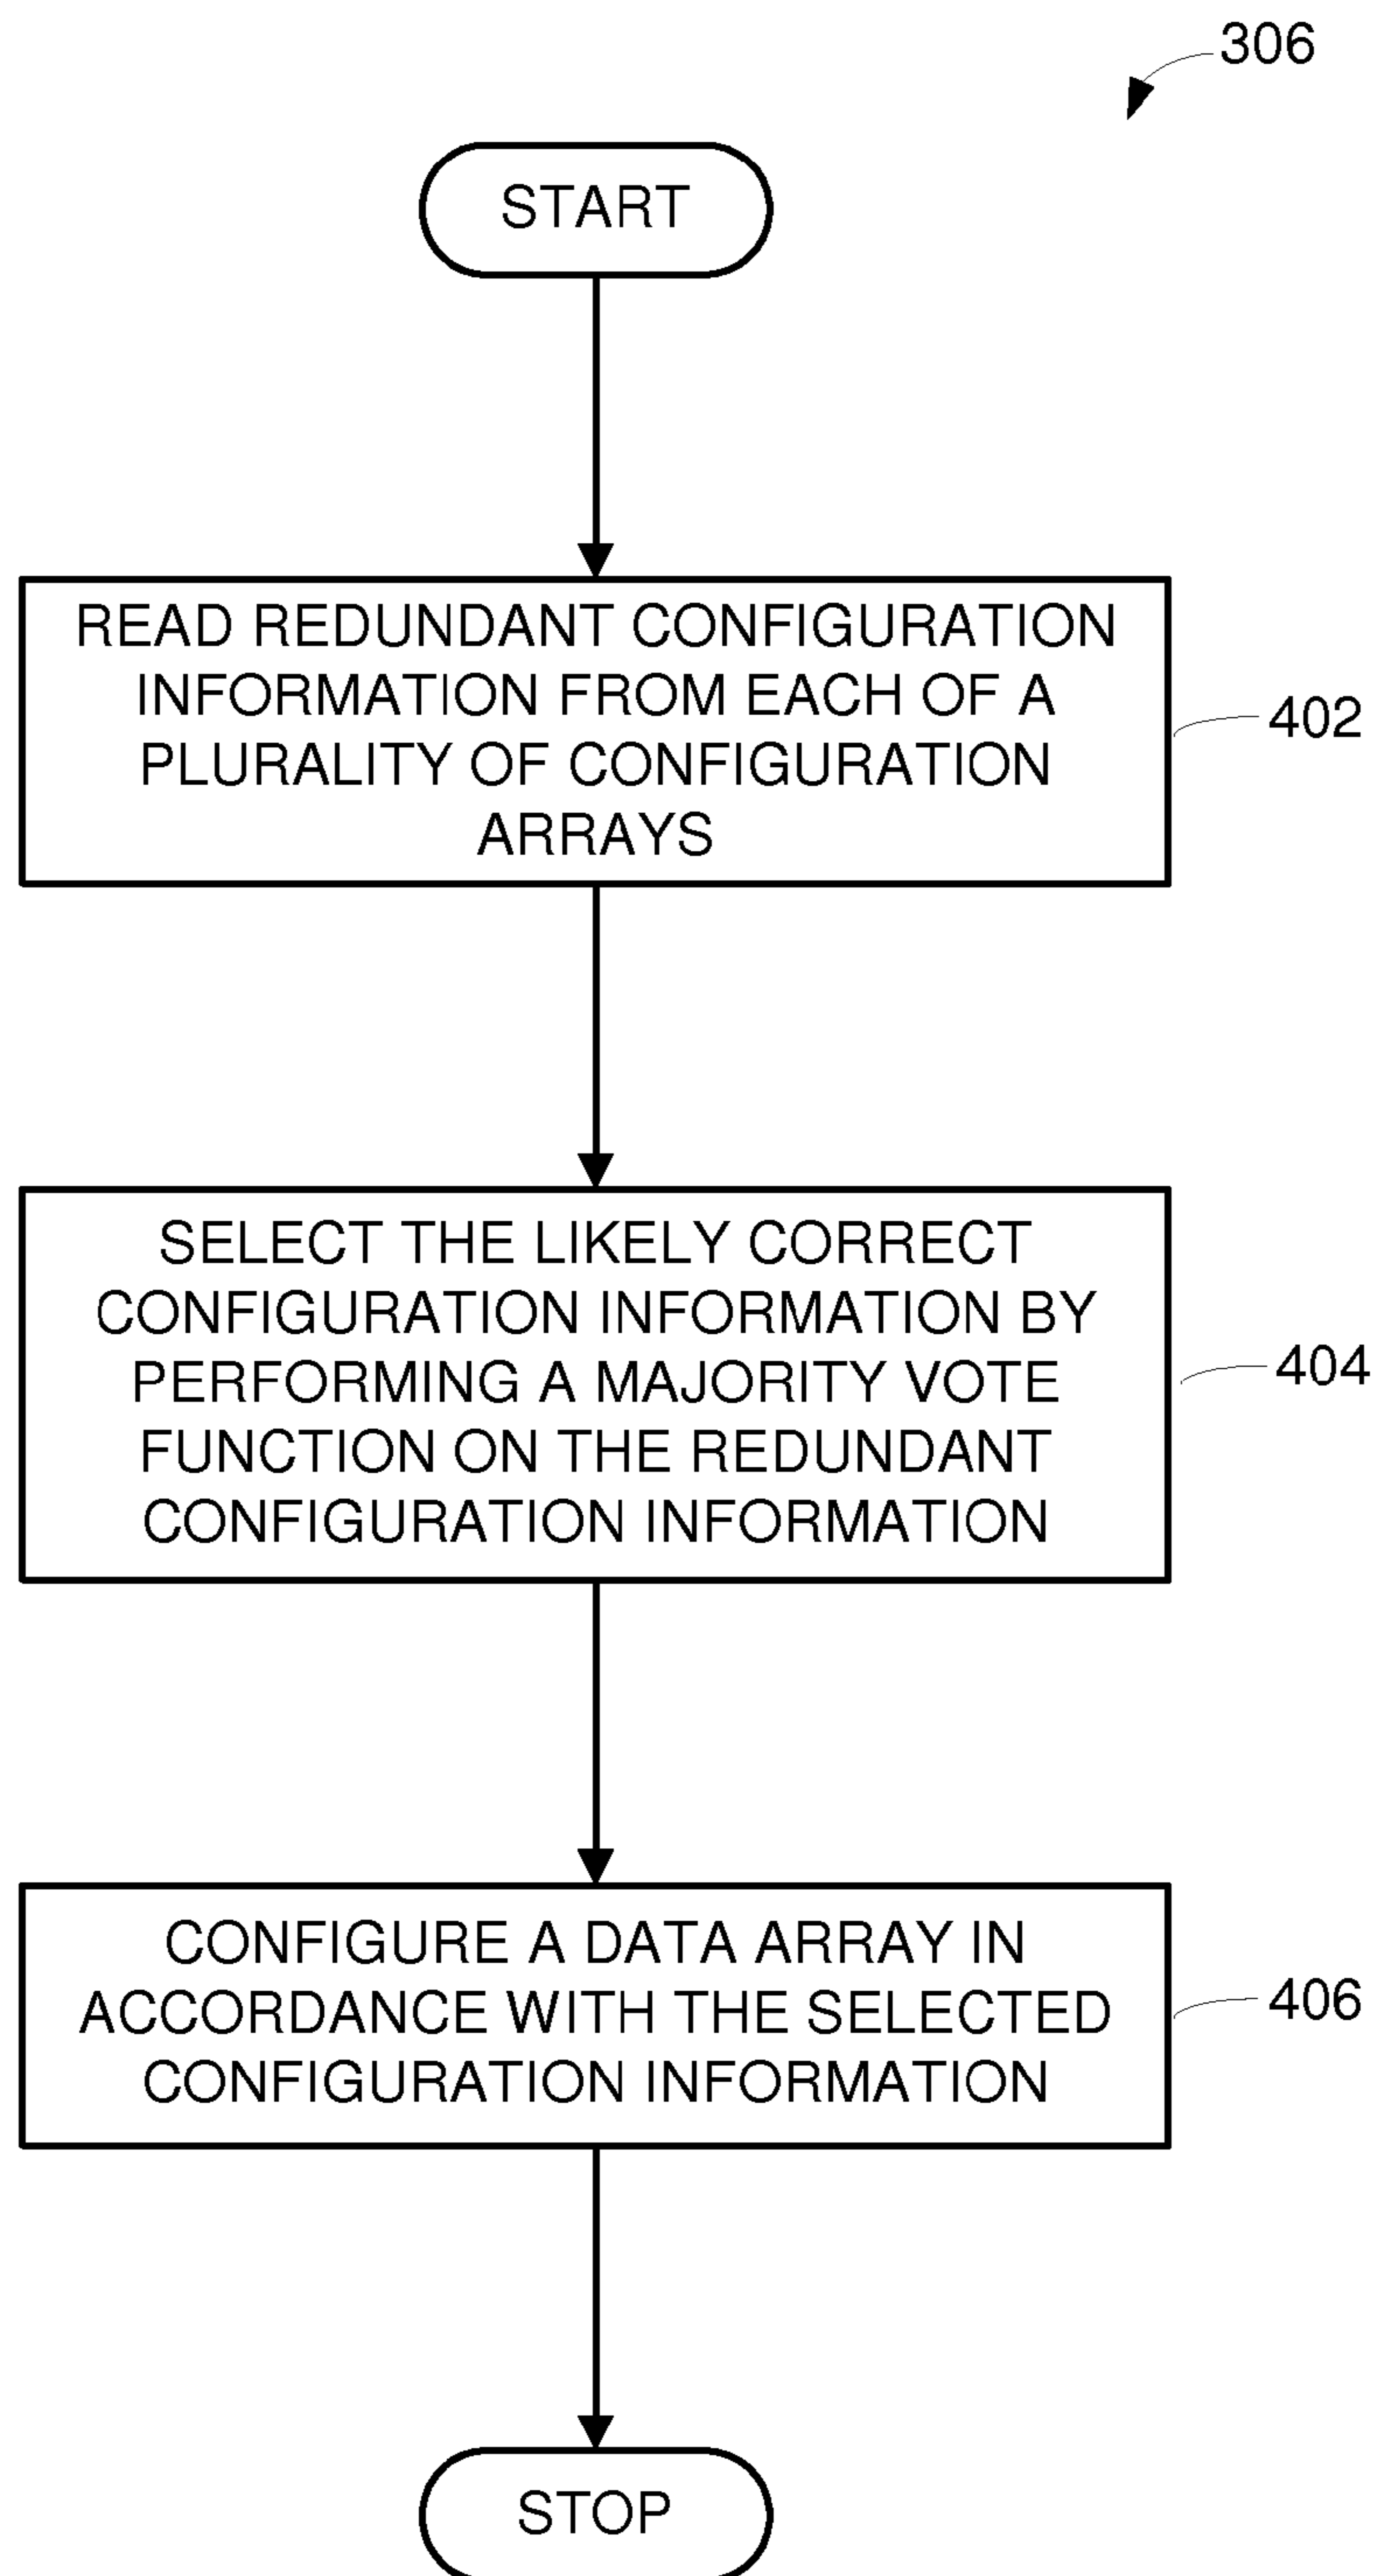 306
START
READ REDUNDANT CONFIGURATION
INFORMATION FROM EACH OF A
PLURALITY OF CONFIGURATION
ARRAYS
402
SELECT THE LIKELY CORRECT
CONFIGURATION INFORMATION BY
PERFORMING A MAJORITY VOTE
FUNCTION ON THE REDUNDANT
CONFIGURATION INFORMATION
404
CONFIGURE A DATA ARRAY IN
ACCORDANCE WITH THE SELECTED
CONFIGURATION INFORMATION
406
STOP